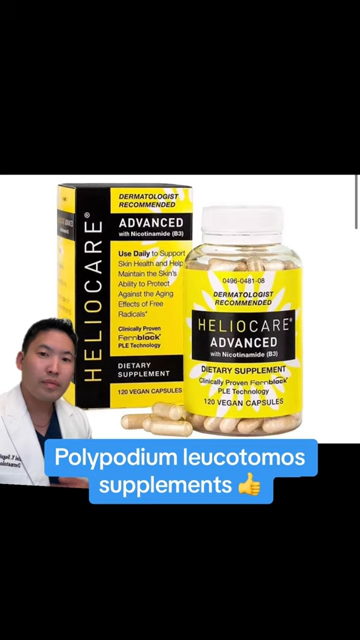 DERMATOLOGIST
RECOMMENDED
ADVANCED
with Nicotinamide (B3)
HELIOCARE®
Use Daily to Support
Skin Health and Help
Maintain the Skin's
Ability to Protect
Against the Aging
Effects of Free
Radicals*
Clinically Proven
Fernblock®
PLE Technology
DIETARY
SUPPLEMENT
120 VEGAN CAPSULES
0496-0481-08
DERMATOLOGIST
RECOMMENDED
HELIOCARE®
ADVANCED
with Nicotinamide (B3)
DIETARY SUPPLEMENT
Clinically Proven Fernblock®
PLE Technology
120 VEGAN CAPSULES
Polypodium leucotomos
supplements 👍